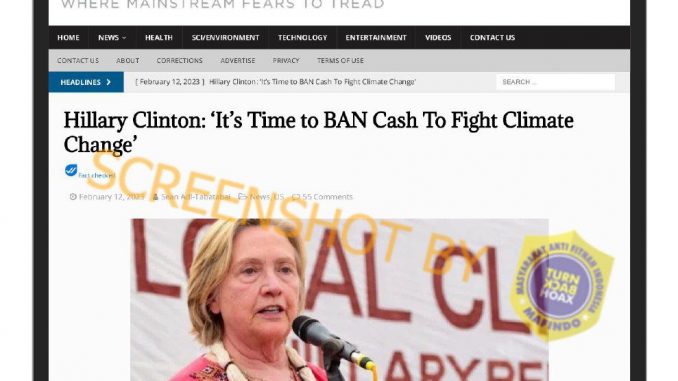 WHERE MAINSTREAM FEARS TO TREAD
HOME NEWS HEALTH SCI/ENVIRONMENT TECHNOLOGY ENTERTAINMENT VIDEOS CONTACT US
CONTACT US ABOUT CORRECTIONS ADVERTISE PRIVACY TERMS OF USE
HEADLINES [ February 12, 2023 ] Hillary Clinton: 'It's Time to BAN Cash To Fight Climate Change' SEARCH ...
Hillary Clinton: ‘It’s Time to BAN Cash To Fight Climate
Change’
Fact checked
February 12, 2023 Sean Adl-Tabatabai News, US 55 Comments
SCREENSHOT BY
MASYARAKAT ANTI FITNAH INDONESIA
TURN
BACK
HOAX
MAFINDO
AL CL
HILLARY